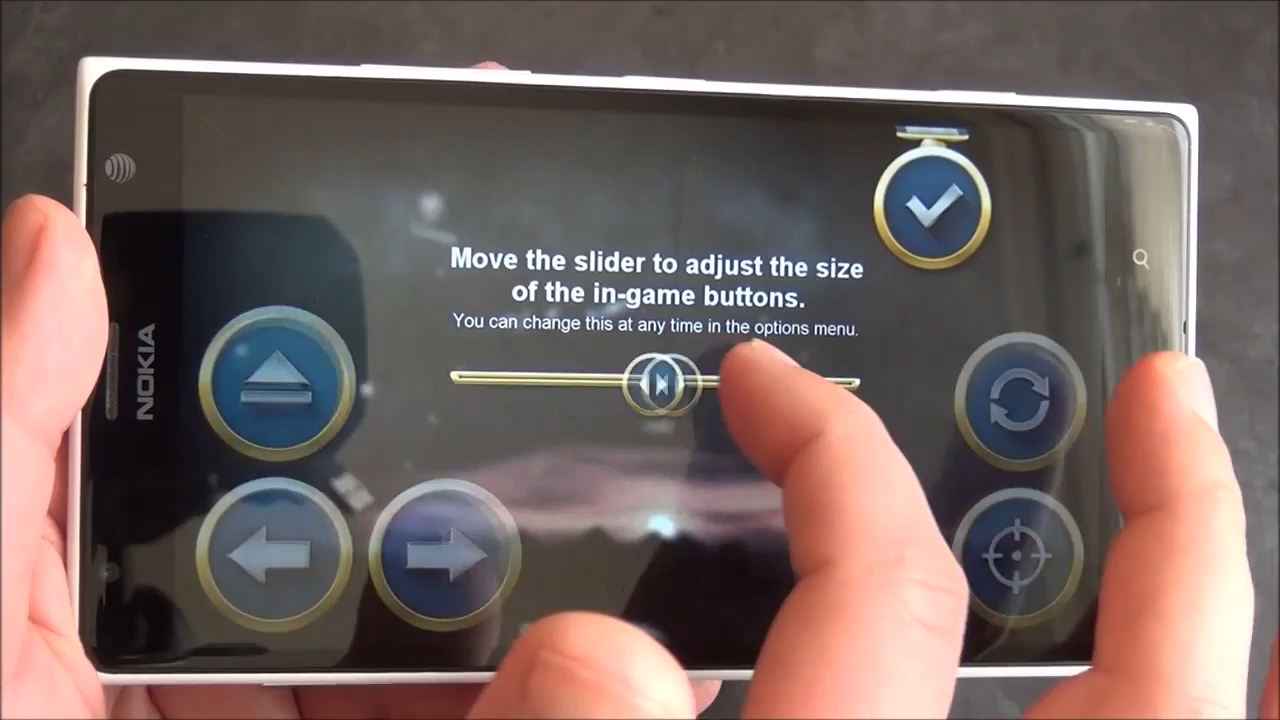 Move the slider to adjust the size
of the in-game buttons.
You can change this at any time in the options menu.
NOKIA